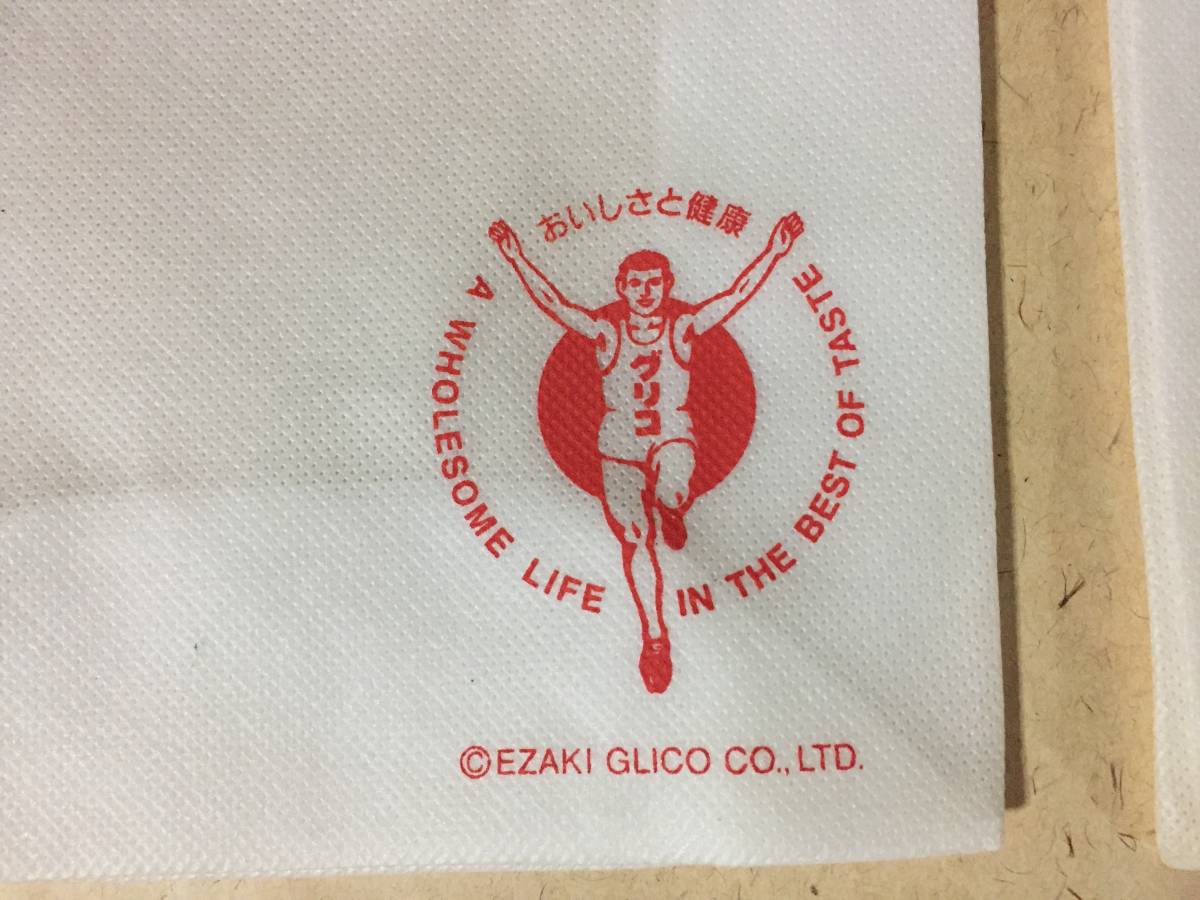 おいしさと健康
A WHOLESOME LIFE IN THE BEST OF TASTE
グリコ
©EZAKI GLICO CO., LTD.